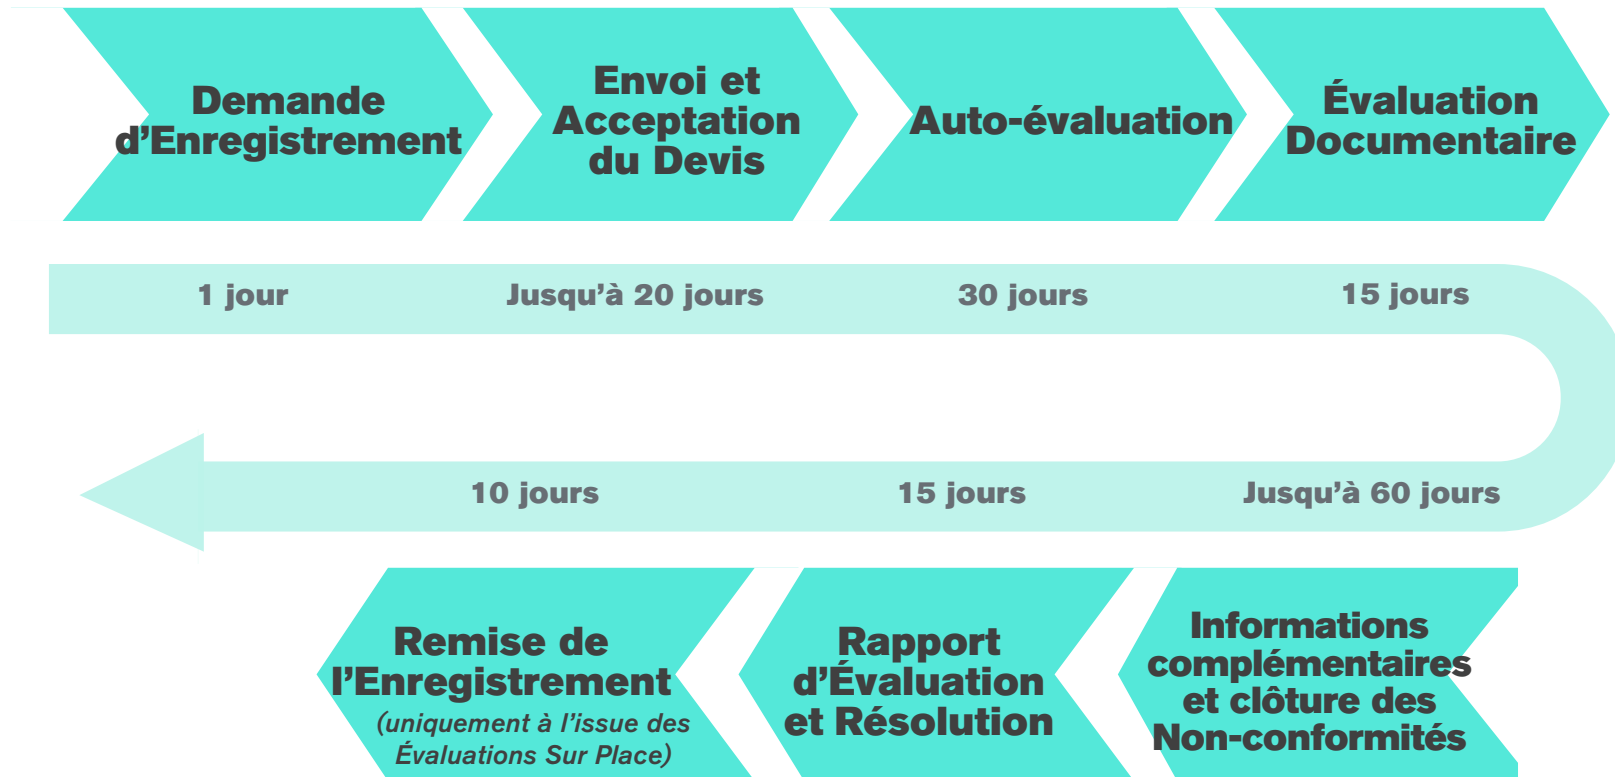 Demande
d’Enregistrement
Envoi et
Acceptation
du Devis
Auto-évaluation
Évaluation
Documentaire
1 jour
Jusqu’à 20 jours
30 jours
15 jours
Jusqu’à 60 jours
15 jours
10 jours
Informations
complémentaires
et clôture des
Non-conformités
Rapport
d’Évaluation
et Résolution
Remise de
l’Enregistrement
(uniquement à l’issue des
Évaluations Sur Place)